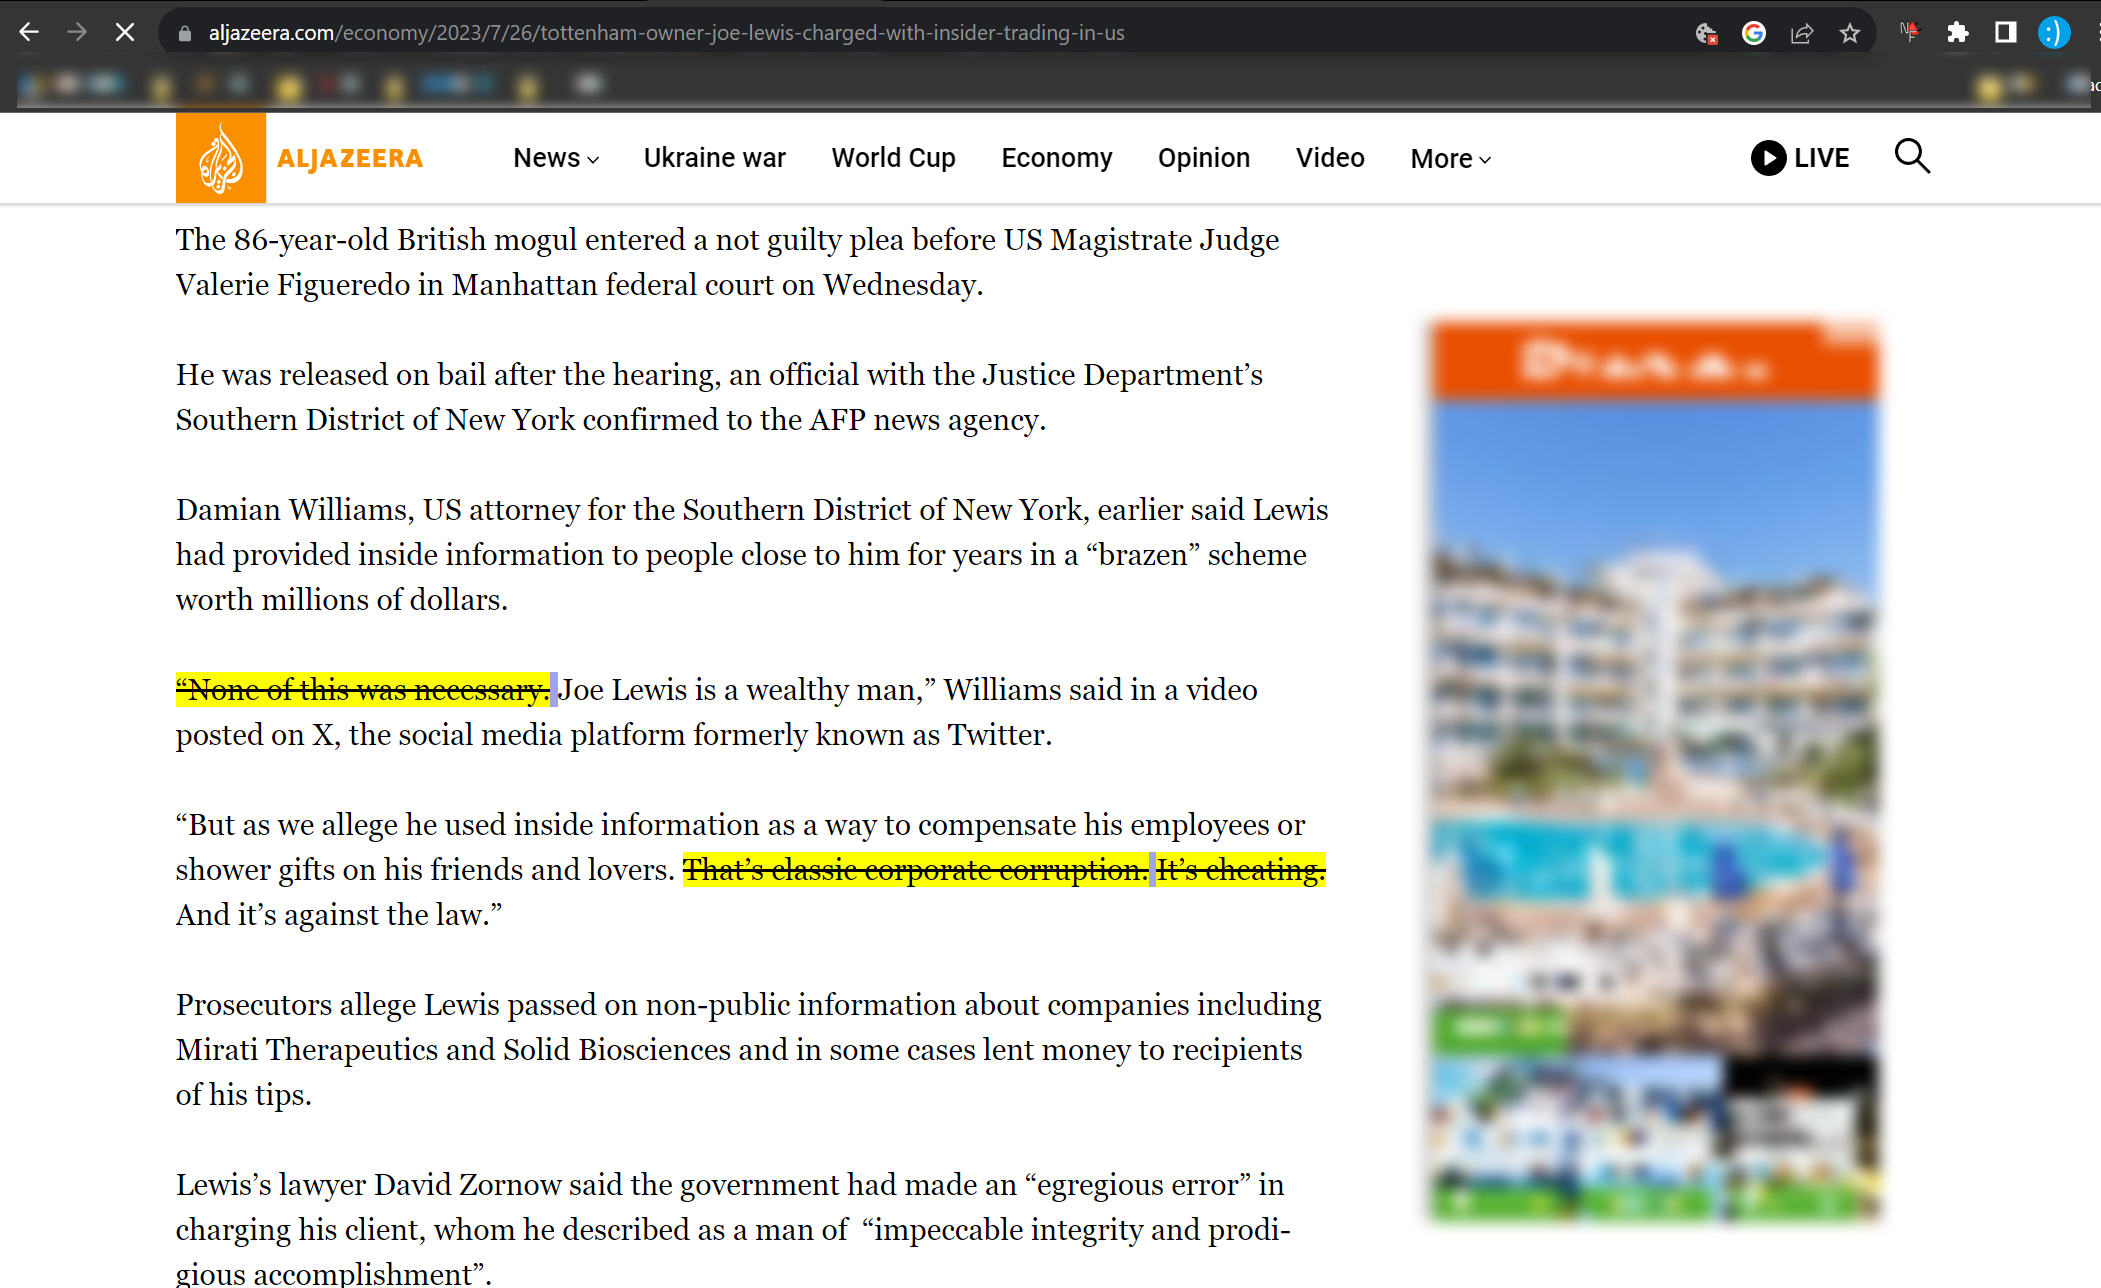 aljazeera.com/economy/2023/7/26/tottenham-owner-joe-lewis-charged-with-insider-trading-in-us
ALJAZEERA News Ukraine war World Cup Economy Opinion Video More LIVE
The 86-year-old British mogul entered a not guilty plea before US Magistrate Judge
Valerie Figueredo in Manhattan federal court on Wednesday.
He was released on bail after the hearing, an official with the Justice Department’s
Southern District of New York confirmed to the AFP news agency.
Damian Williams, US attorney for the Southern District of New York, earlier said Lewis
had provided inside information to people close to him for years in a “brazen” scheme
worth millions of dollars.
“None of this was necessary. Joe Lewis is a wealthy man,” Williams said in a video
posted on X, the social media platform formerly known as Twitter.
“But as we allege he used inside information as a way to compensate his employees or
shower gifts on his friends and lovers. That’s classic corporate corruption. It’s cheating.
And it’s against the law.”
Prosecutors allege Lewis passed on non-public information about companies including
Mirati Therapeutics and Solid Biosciences and in some cases lent money to recipients
of his tips.
Lewis’s lawyer David Zornow said the government had made an “egregious error” in
charging his client, whom he described as a man of “impeccable integrity and prodi-
gious accomplishment”.